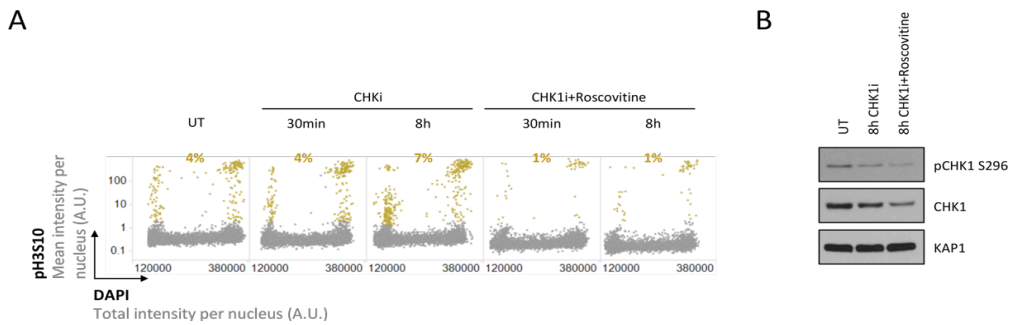 A
B
CHKi
CHK1i+Roscovitine
UT
30min
8h
30min
8h
4%
4%
7%
1%
1%
100
10
1
0.1
pH3S10
Mean intensity per
nucleus (A.U.)
120000
380000
120000
380000
120000
380000
120000
380000
120000
380000
DAPI
Total intensity per nucleus (A.U.)
UT
8h CHK1i
8h CHK1i+Roscovitine
pCHK1 S296
CHK1
KAP1